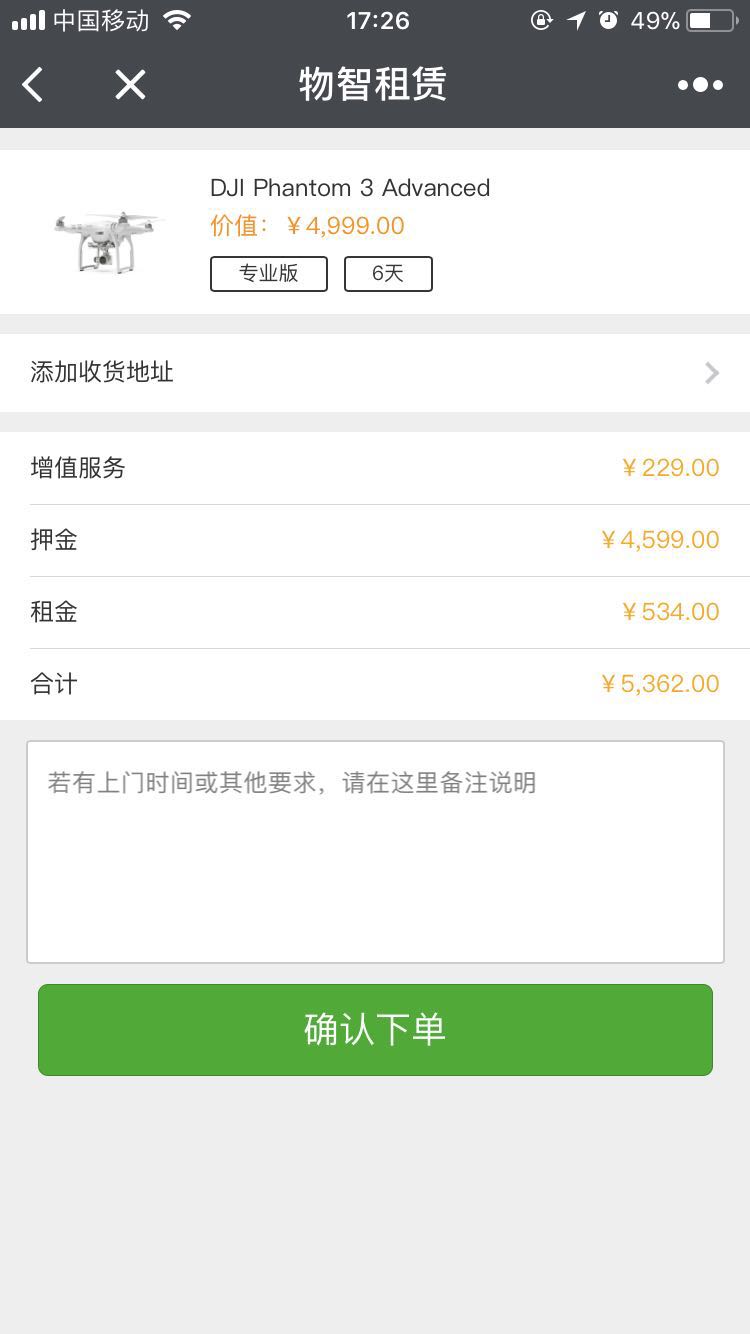 中国移动 17:26 49%
物智租赁
DJI Phantom 3 Advanced
价值：￥4,999.00
专业版 6天
添加收货地址
增值服务 ￥229.00
押金 ￥4,599.00
租金 ￥534.00
合计 ￥5,362.00
若有上门时间或其他要求，请在这里备注说明
确认下单